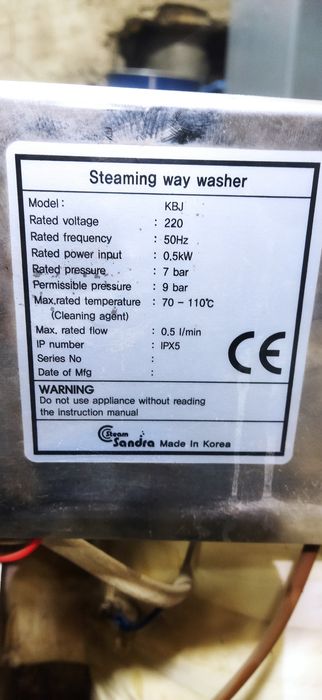 Steaming way washer
Model : KBJ
Rated voltage : 220
Rated frequency : 50Hz
Rated power input : 0,5kW
Rated pressure : 7 bar
Permissible pressure : 9 bar
Max.rated temperature : 70 - 110℃
(Cleaning agent)
Max. rated flow : 0,5 l/min
IP number : IPX5
Series No :
Date of Mfg :
CE
WARNING
Do not use appliance without reading
the instruction manual
Steam
Sandra Made In Korea